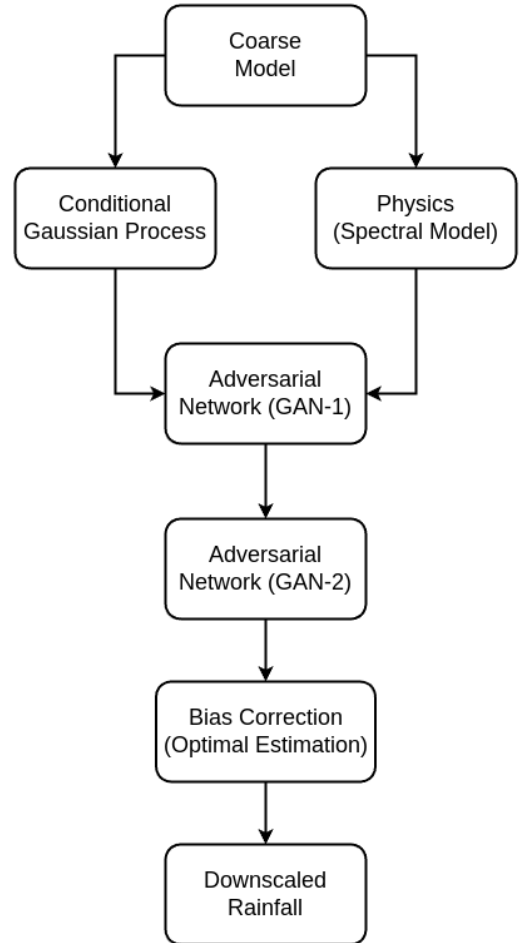 Coarse
Model
Conditional
Gaussian Process
Physics
(Spectral Model)
Adversarial
Network (GAN-1)
Adversarial
Network (GAN-2)
Bias Correction
(Optimal Estimation)
Downscaled
Rainfall